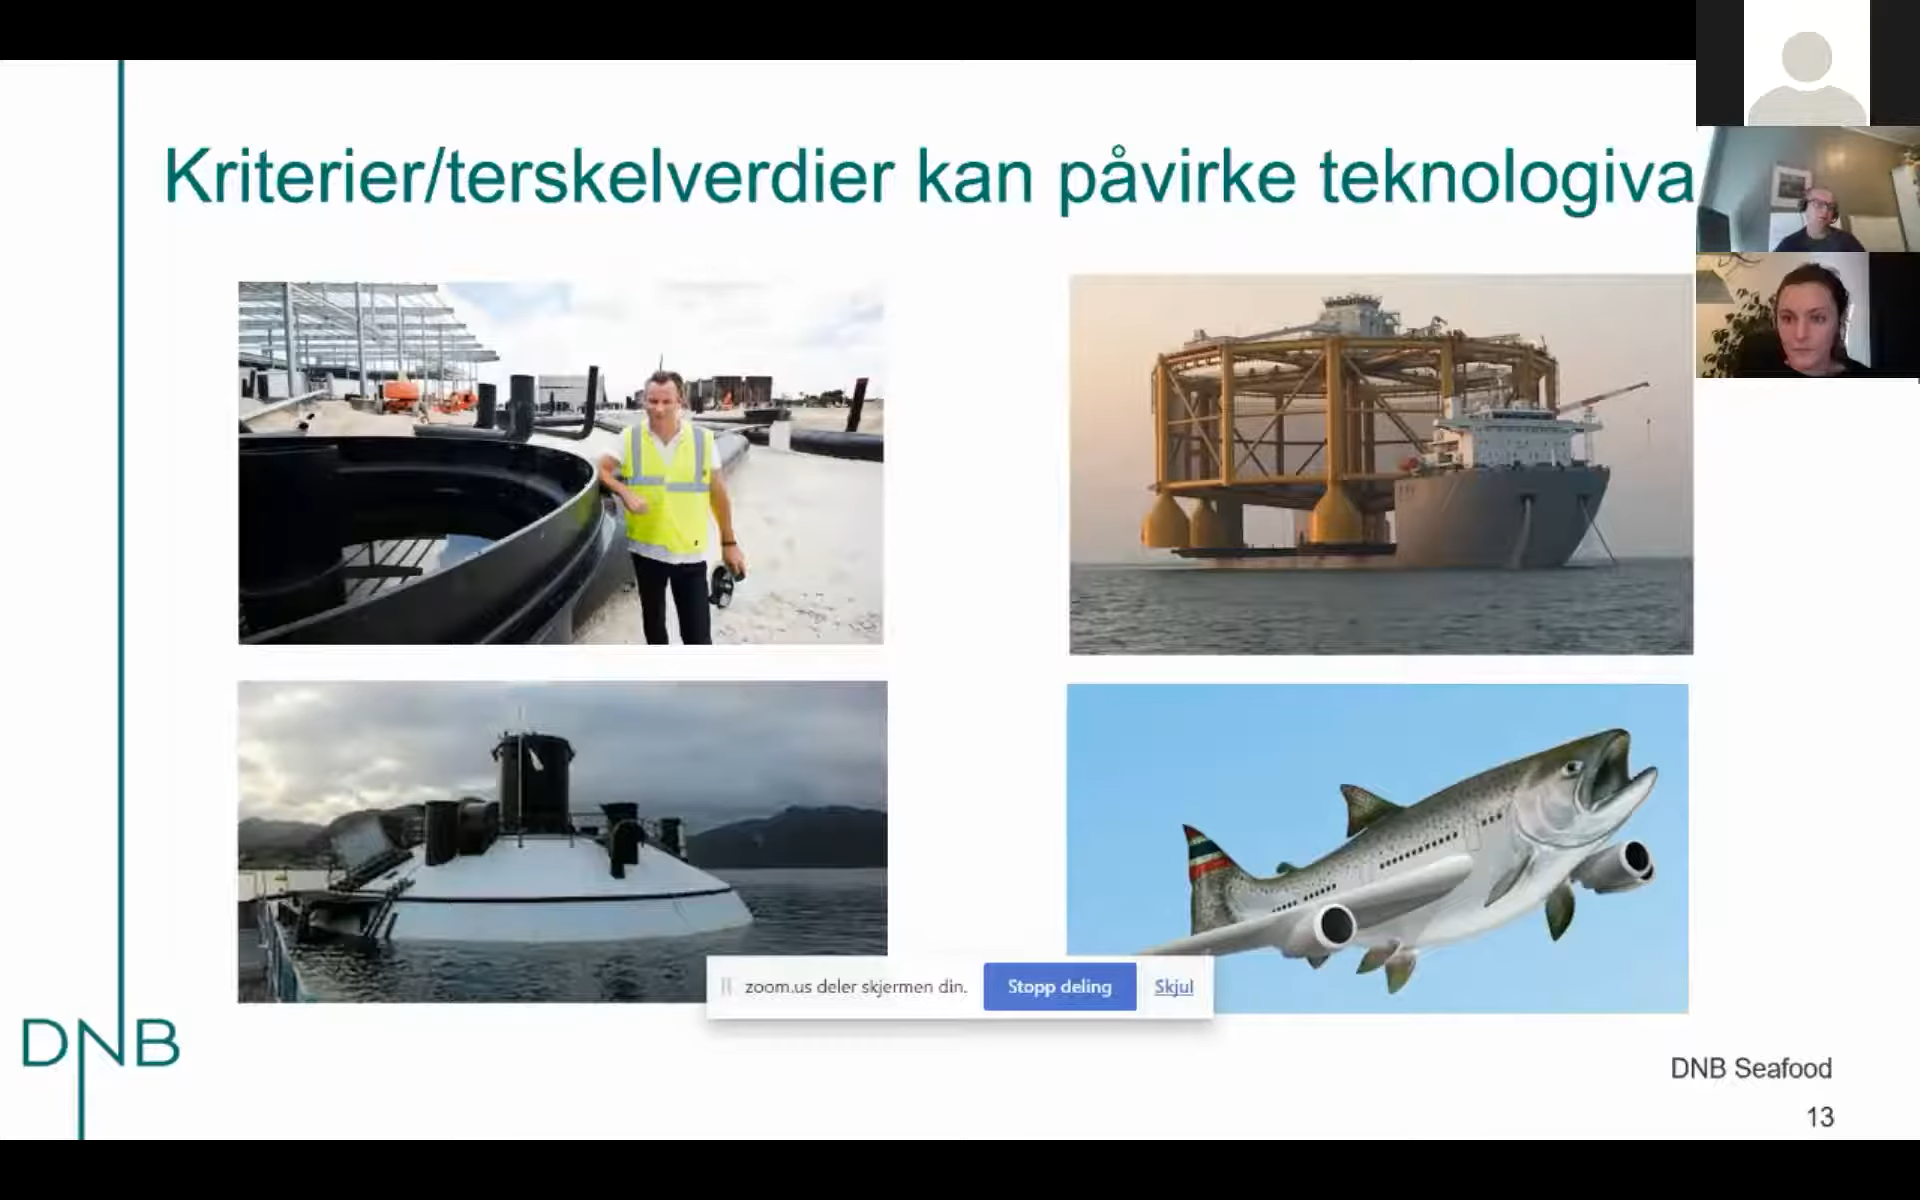 Kriterier/terskelverdier kan påvirke teknologiva
zoom.us deler skjermen din.
Stopp deling
Skjul
DNB
DNB Seafood
13